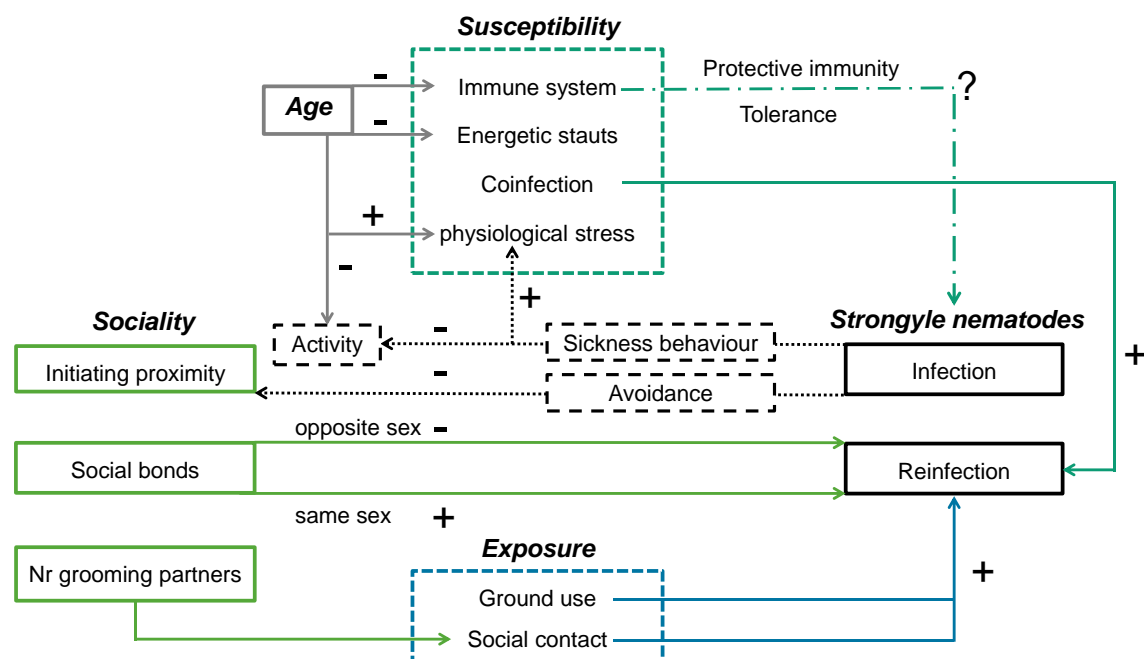 Susceptibility
-
Immune system
Protective immunity
?
Age
-
Energetic stauts
Tolerance
Coinfection
+
physiological stress
-
+
Sociality
Strongyle nematodes
-
Activity
Sickness behaviour
+
Initiating proximity
-
Infection
Avoidance
opposite sex -
Social bonds
Reinfection
same sex +
Exposure
Nr grooming partners
+
Ground use
Social contact